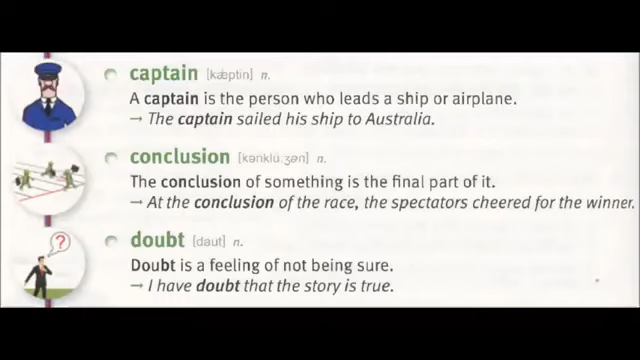 captain [kǽptin] n.
A captain is the person who leads a ship or airplane.
→ The captain sailed his ship to Australia.
conclusion [kənklúːʒən] n.
The conclusion of something is the final part of it.
→ At the conclusion of the race, the spectators cheered for the winner.
?
doubt [daut] n.
Doubt is a feeling of not being sure.
→ I have doubt that the story is true.